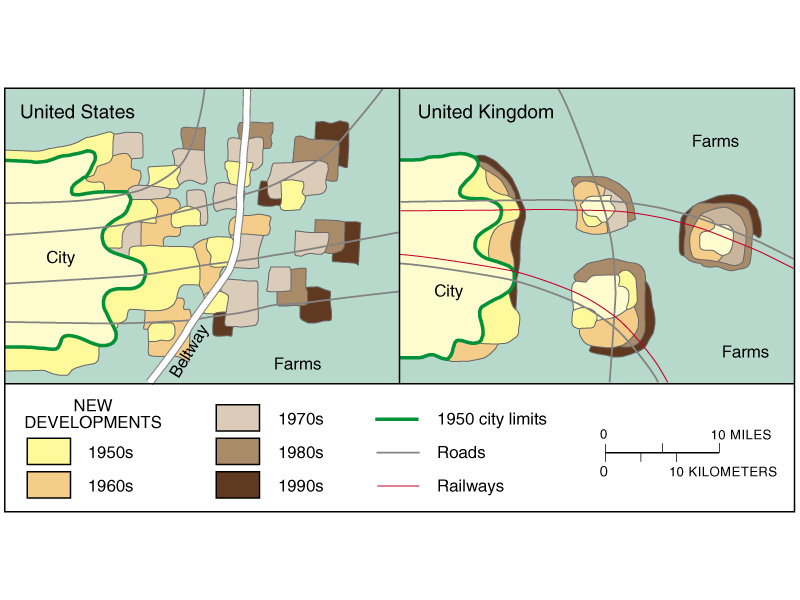 United States
City
Beltway
Farms
United Kingdom
Farms
City
Farms
NEW
DEVELOPMENTS
1950s
1960s
1970s
1980s
1990s
1950 city limits
Roads
Railways
0 10 MILES
0 10 KILOMETERS